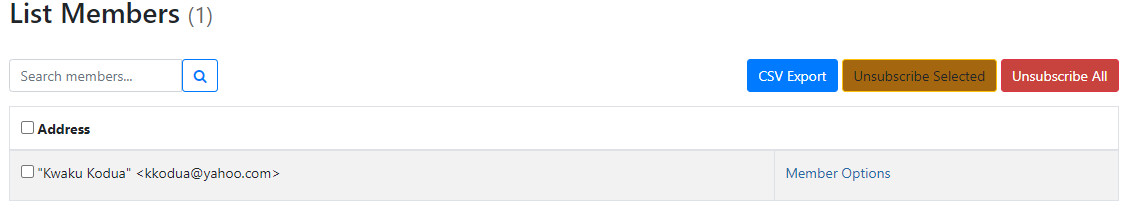 List Members (1)
Search members...
CSV Export
Unsubscribe Selected
Unsubscribe All
Address
"Kwaku Kodua" <kkodua@yahoo.com>
Member Options